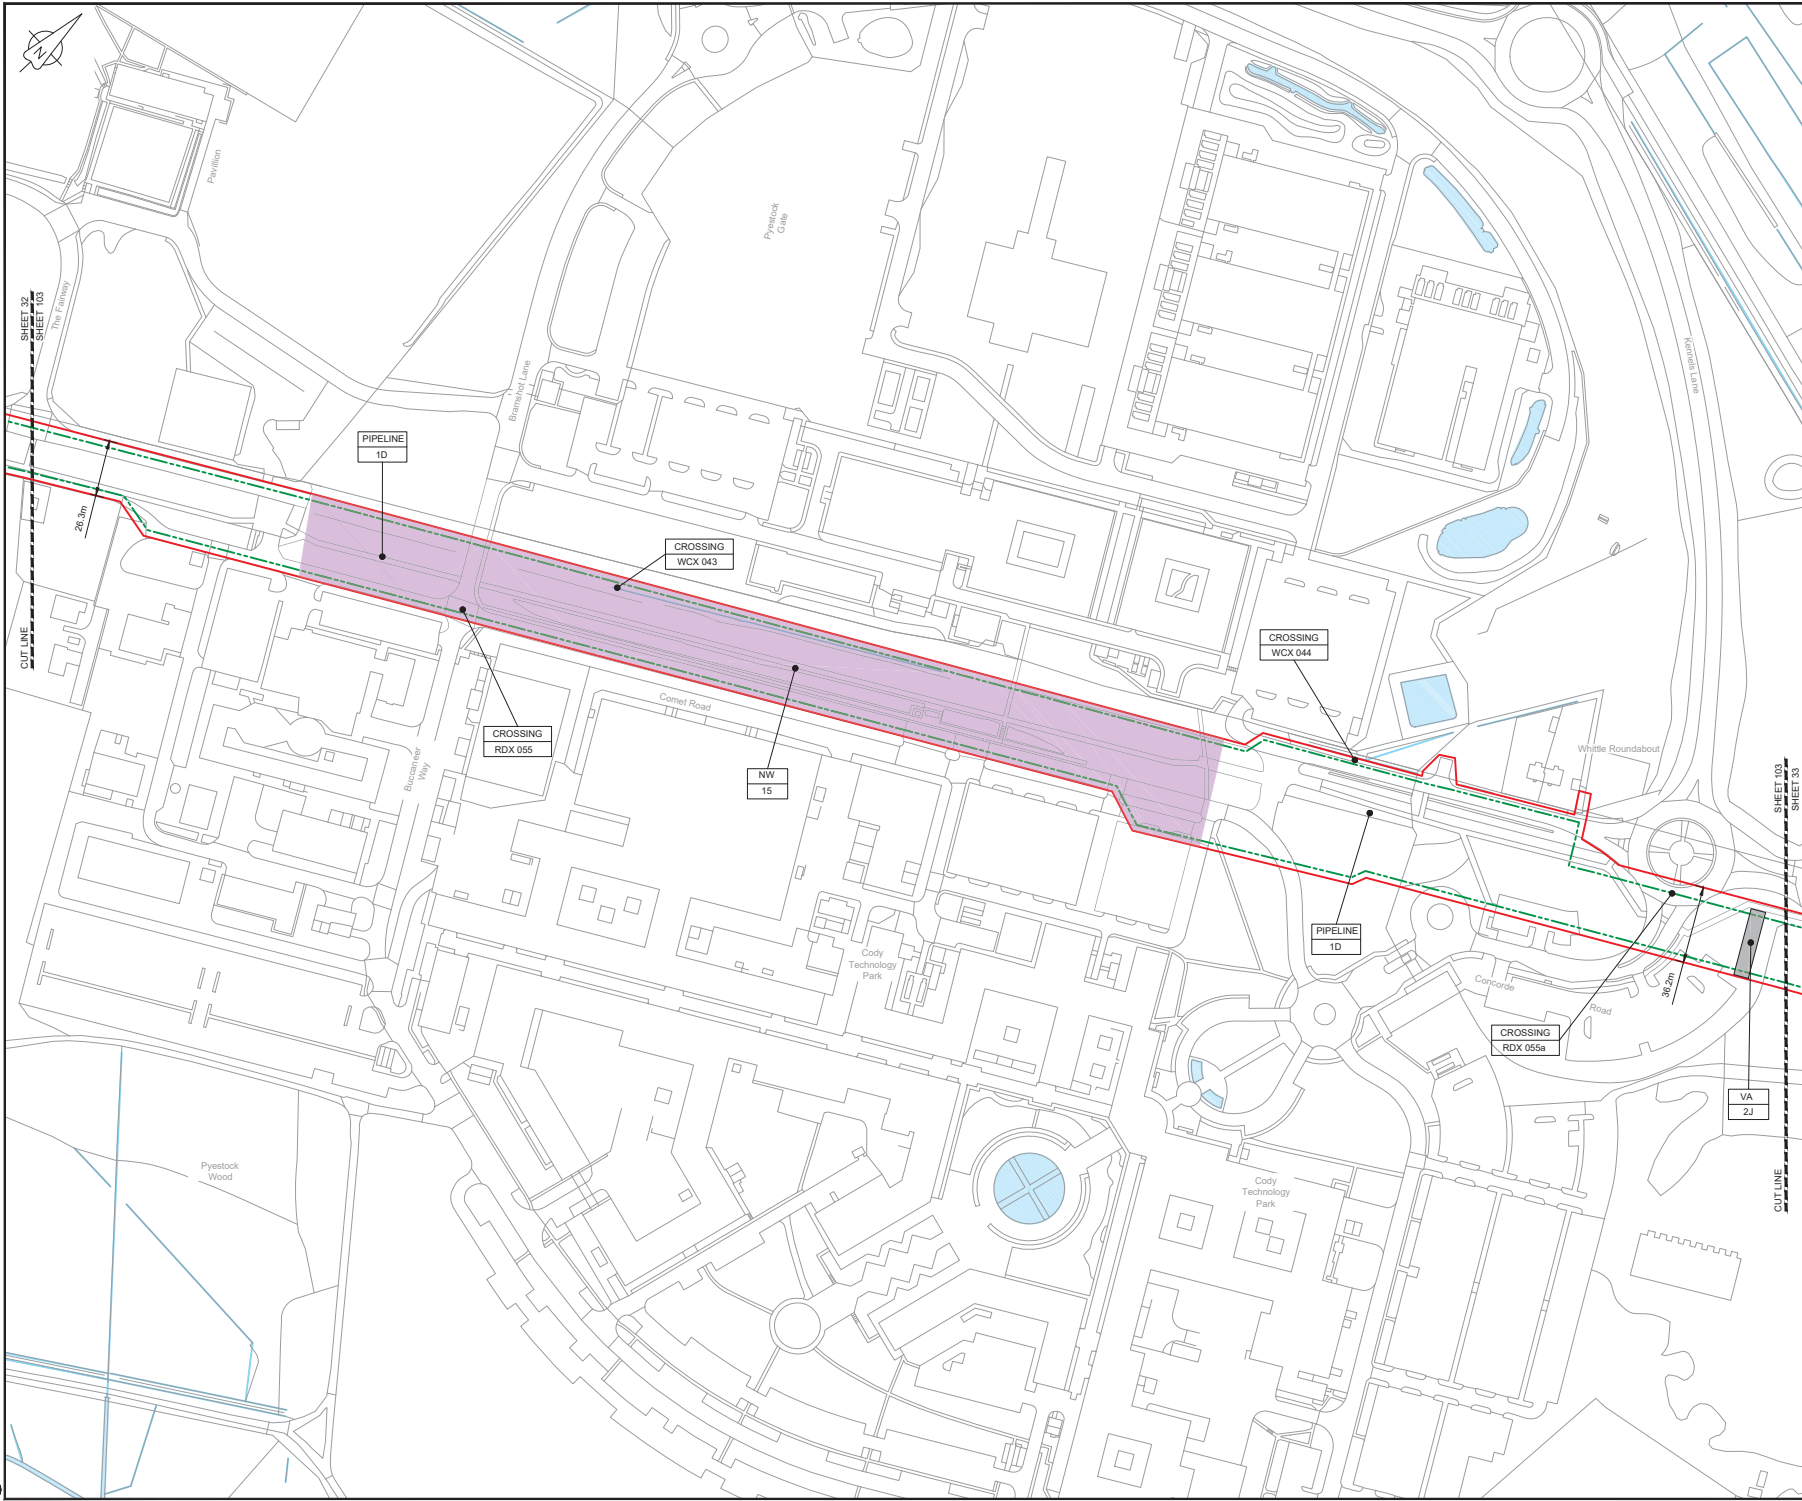 N
Pavillion
The Fairway
SHEET 32
SHEET 103
CUT LINE
Pyestock
Gate
Bramshot Lane
Kennels Lane
PIPELINE
1D
26.3m
CROSSING
WCX 043
CROSSING
WCX 044
Comet Road
CROSSING
RDX 055
Buccaneer
Way
NW
15
Whittle Roundabout
SHEET 103
SHEET 33
PIPELINE
1D
Cody
Technology
Park
Concorde
Road
36.2m
CROSSING
RDX 055a
VA
2J
CUT LINE
Pyestock
Wood
Cody
Technology
Park